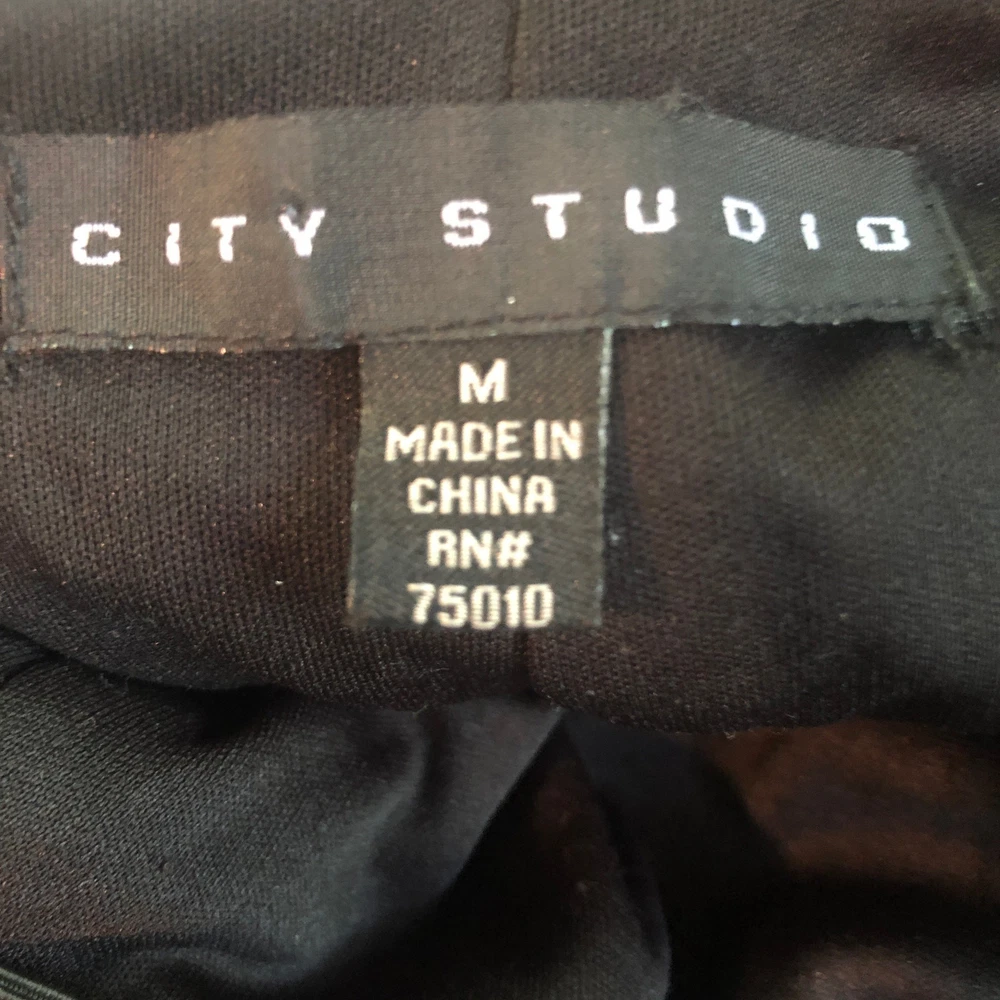 CITY STUDIO
M
MADE IN
CHINA
RN#
75010